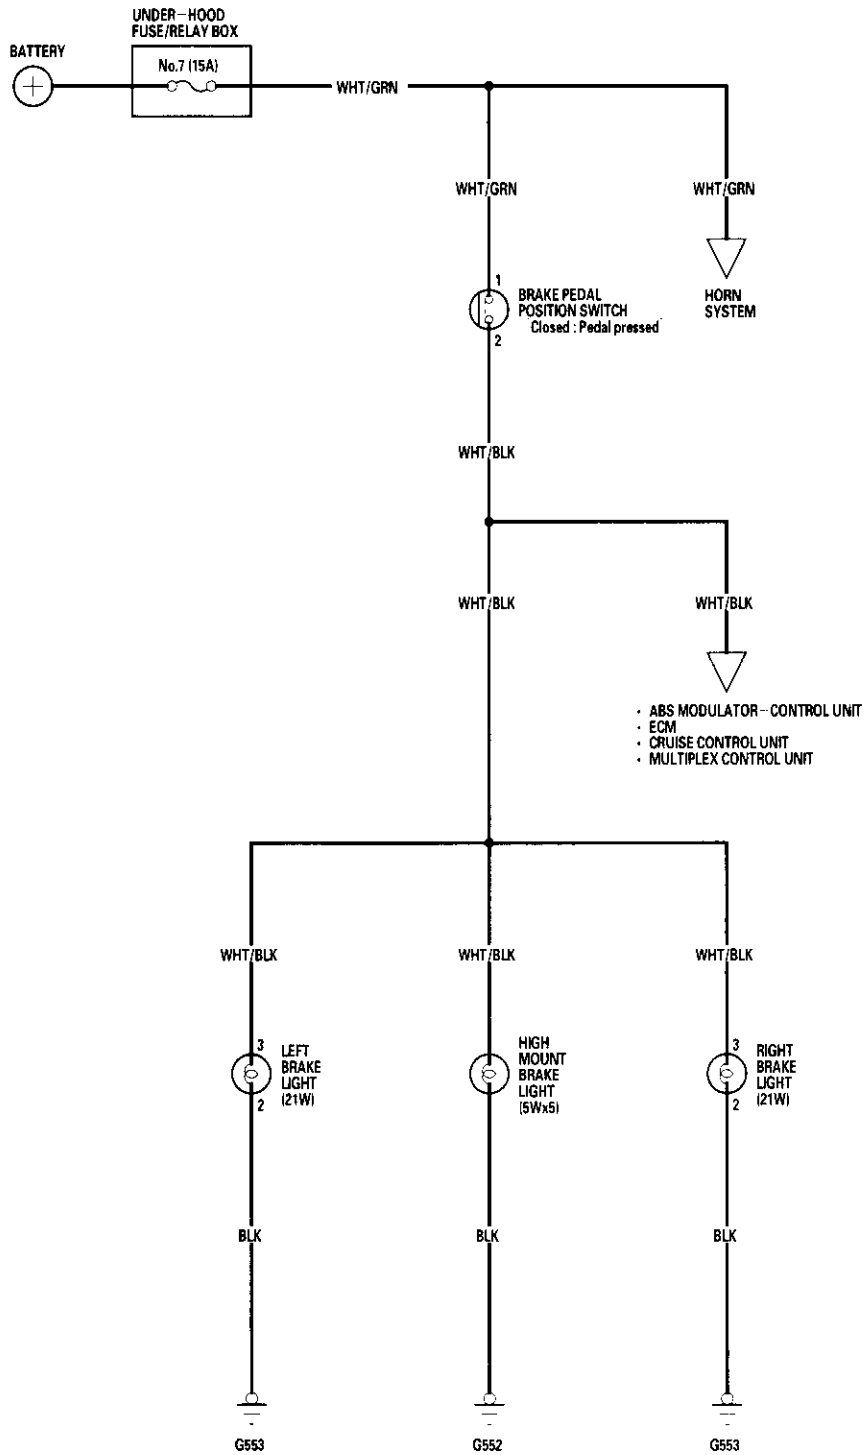 UNDER-HOOD
FUSE/RELAY BOX
BATTERY
No.7 (15A)
WHT/GRN
WHT/GRN
WHT/GRN
1
BRAKE PEDAL
POSITION SWITCH
Closed : Pedal pressed
2
HORN
SYSTEM
WHT/BLK
WHT/BLK
WHT/BLK
· ABS MODULATOR-CONTROL UNIT
· ECM
· CRUISE CONTROL UNIT
· MULTIPLEX CONTROL UNIT
WHT/BLK
WHT/BLK
WHT/BLK
3
LEFT
BRAKE
LIGHT
(21W)
2
HIGH
MOUNT
BRAKE
LIGHT
(5Wx5)
3
RIGHT
BRAKE
LIGHT
(21W)
2
BLK
BLK
BLK
G553
G552
G553